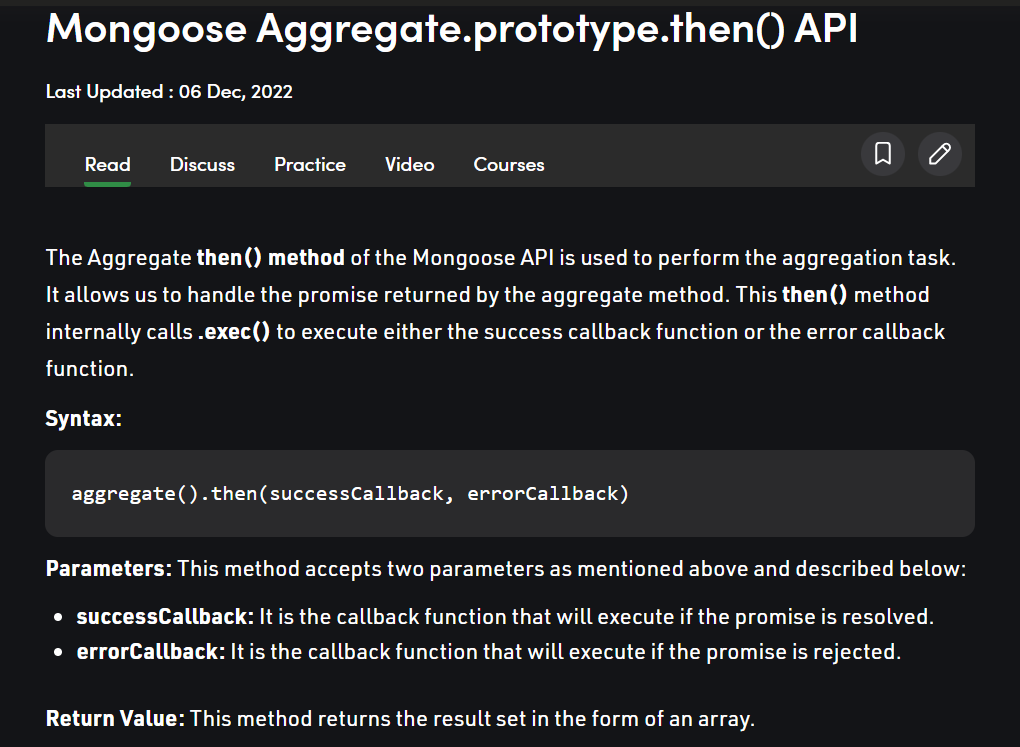 Mongoose Aggregate.prototype.then() API
Last Updated : 06 Dec, 2022
Read Discuss Practice Video Courses
The Aggregate then() method of the Mongoose API is used to perform the aggregation task.
It allows us to handle the promise returned by the aggregate method. This then() method
internally calls .exec() to execute either the success callback function or the error callback
function.
Syntax:
aggregate().then(successCallback, errorCallback)
Parameters: This method accepts two parameters as mentioned above and described below:
• successCallback: It is the callback function that will execute if the promise is resolved.
• errorCallback: It is the callback function that will execute if the promise is rejected.
Return Value: This method returns the result set in the form of an array.